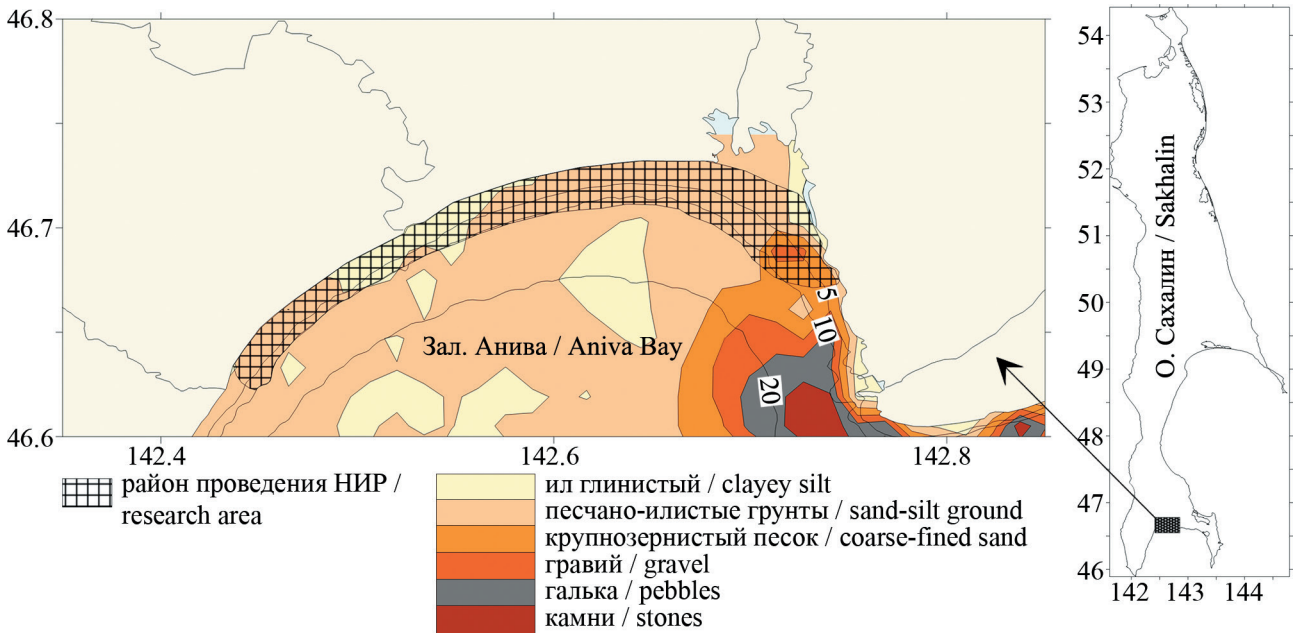 46.8
46.7
46.6
142.4
142.6
142.8
Зал. Анива / Aniva Bay
5
10
20
район проведения НИР /
research area
ил глинистый / clayey silt
песчано-илистые грунты / sand-silt ground
крупнозернистый песок / coarse-fined sand
гравий / gravel
галька / pebbles
камни / stones
54
53
52
51
50
49
48
47
46
142
143
144
О. Сахалин / Sakhalin